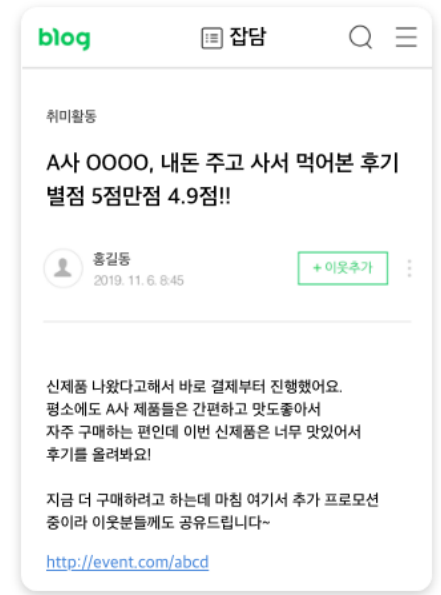 blog
잡담
취미활동
A사 OOOO, 내돈 주고 사서 먹어본 후기
별점 5점만점 4.9점!!
홍길동
2019. 11. 6. 8:45
+ 이웃추가
신제품 나왔다고해서 바로 결제부터 진행했어요.
평소에도 A사 제품들은 간편하고 맛도좋아서
자주 구매하는 편인데 이번 신제품은 너무 맛있어서
후기를 올려봐요!
지금 더 구매하려고 하는데 마침 여기서 추가 프로모션
중이라 이웃분들께도 공유드립니다~
http://event.com/abcd